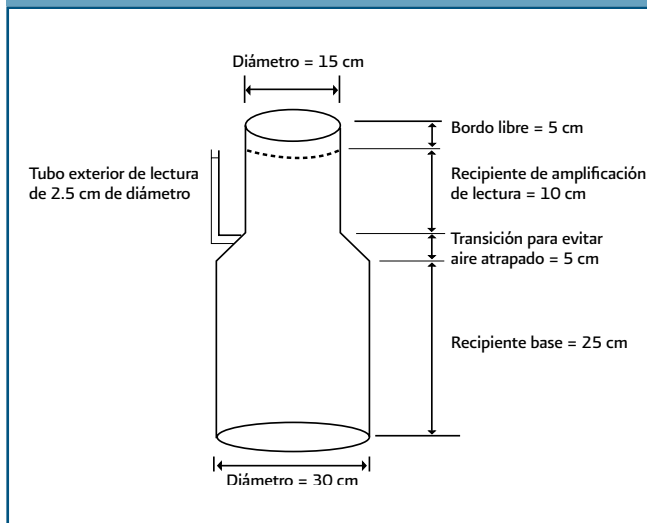 Diámetro = 15 cm
Bordo libre = 5 cm
Tubo exterior de lectura
de 2.5 cm de diámetro
Recipiente de amplificación
de lectura = 10 cm
Transición para evitar
aire atrapado = 5 cm
Recipiente base = 25 cm
Diámetro = 30 cm